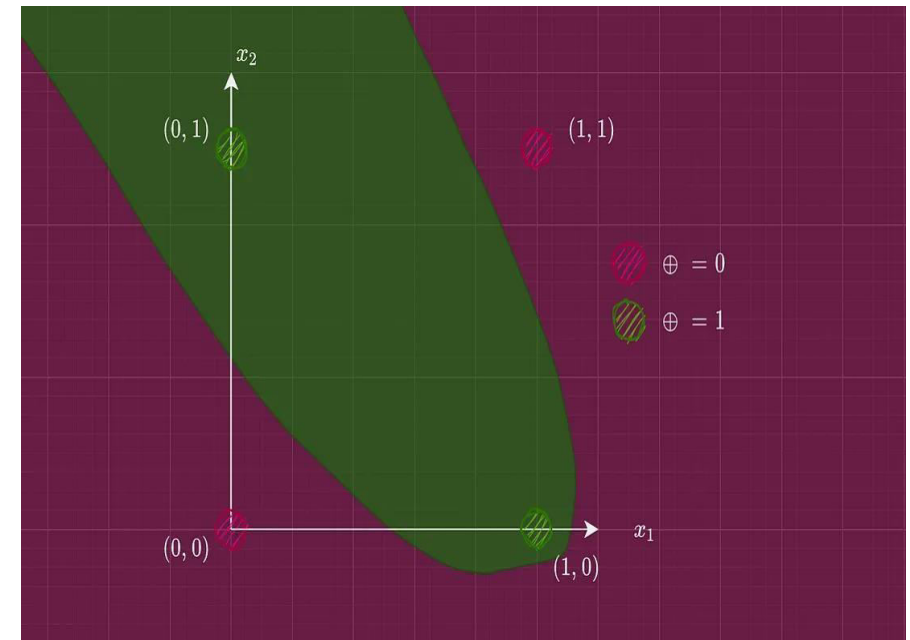 x₂
(0, 1)
(1, 1)
⊕ = 0
⊕ = 1
x₁
(0, 0)
(1, 0)